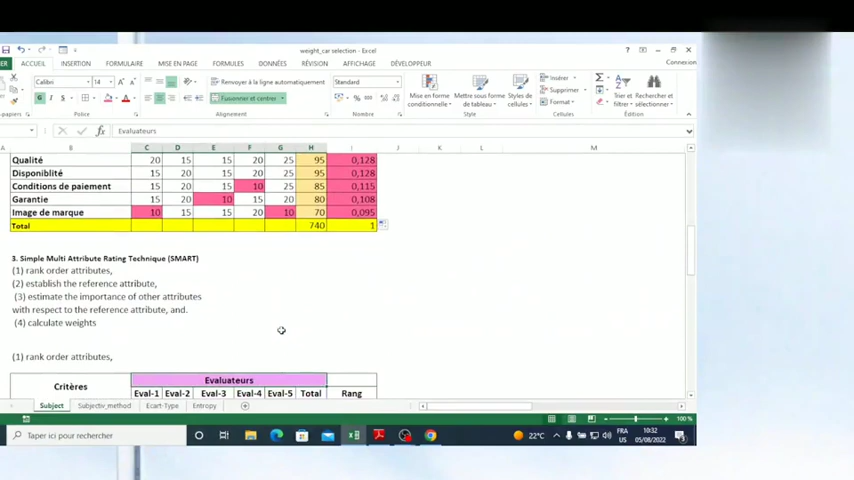 weight_car selection - Excel
ACCUEIL INSERTION FORMULAIRE MISE EN PAGE FORMULES DONNÉES RÉVISION AFFICHAGE DÉVELOPPEUR Connexion
Calibri 14 Renvoyer à la ligne automatiquement Standard Insérer
G I S Fusionner et centrer % 000 Supprimer
Mise en forme conditionnelle Mettre sous forme de tableau Styles de cellules Format Trier et filtrer Rechercher et sélectionner
Police Alignement Nombre Style Cellules Édition
Evaluateurs
B C D E F G H I J K L M
Qualité 20 15 15 20 25 95 0,128
Disponiblité 15 20 15 20 25 95 0,128
Conditions de paiement 15 20 15 10 25 85 0,115
Garantie 15 20 10 15 20 80 0,108
Image de marque 10 15 15 20 10 70 0,095
Total 740 1
3. Simple Multi Attribute Rating Technique (SMART)
(1) rank order attributes,
(2) establish the reference attribute,
(3) estimate the importance of other attributes
with respect to the reference attribute, and.
(4) calculate weights
(1) rank order attributes,
Critères Evaluateurs
Eval-1 Eval-2 Eval-3 Eval-4 Eval-5 Total Rang
Subject Subjectiv_method Ecart-Type Entropy
100 %
Taper ici pour rechercher 22°C FRA US 10:32 05/08/2022